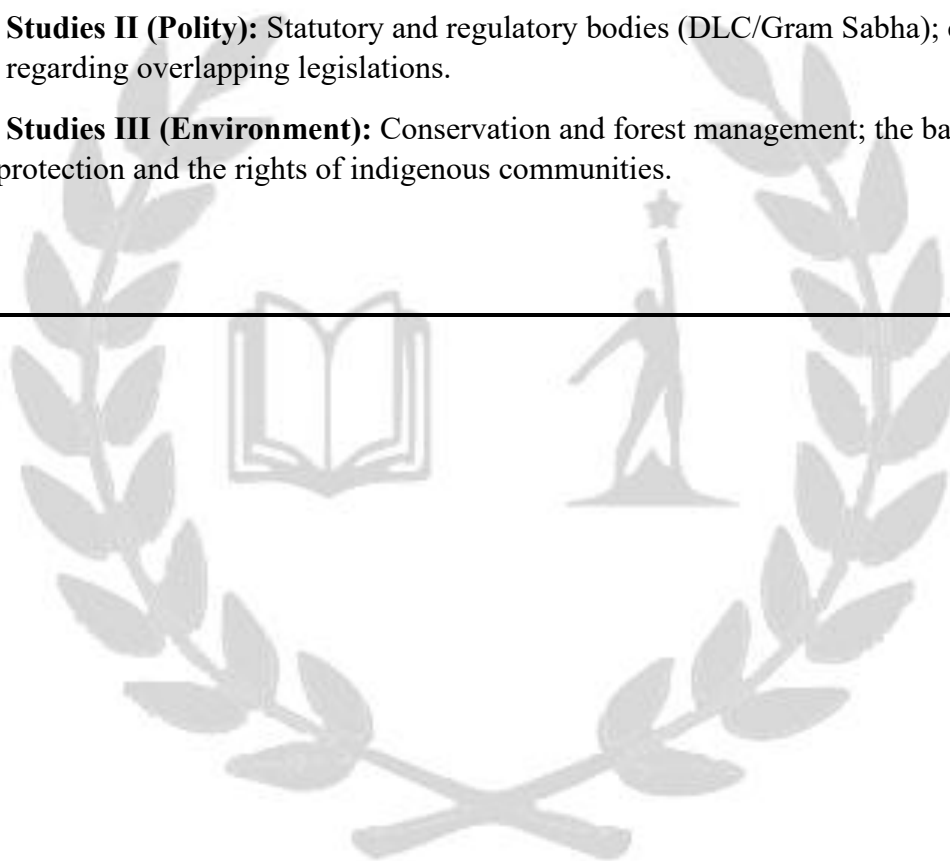 Studies II (Polity): Statutory and regulatory bodies (DLC/Gram Sabha);
regarding overlapping legislations.
Studies III (Environment): Conservation and forest management; the
protection and the rights of indigenous communities.